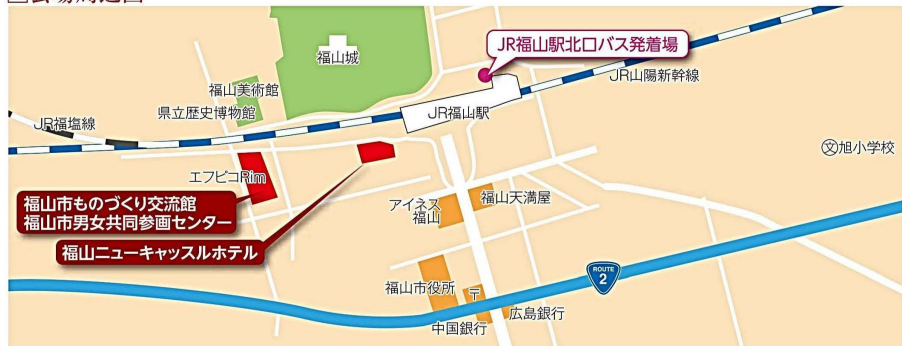 会場周辺図
福山城
JR福山駅北口バス発着場
福山美術館
県立歴史博物館
JR山陽新幹線
JR福山駅
JR福塩線
旭小学校
エフピコRim
福山市ものづくり交流館
福山市男女共同参画センター
アイネス
福山
福山天満屋
福山ニューキャッスルホテル
ROUTE
2
福山市役所
〒
広島銀行
中国銀行